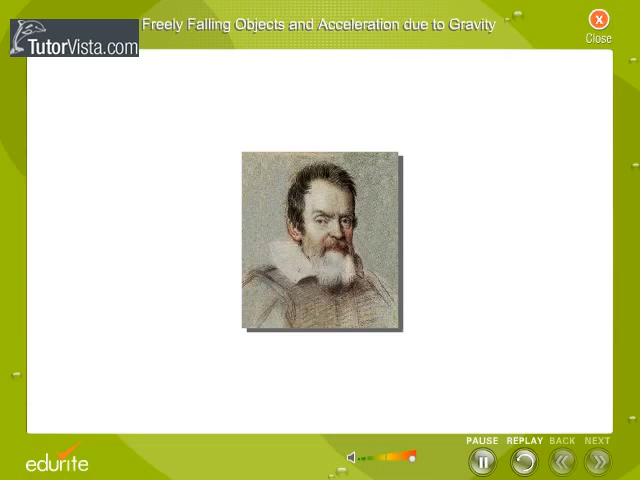 Freely Falling Objects and Acceleration due to Gravity
TutorVista.com
x
Close
PAUSE REPLAY BACK NEXT
edurite